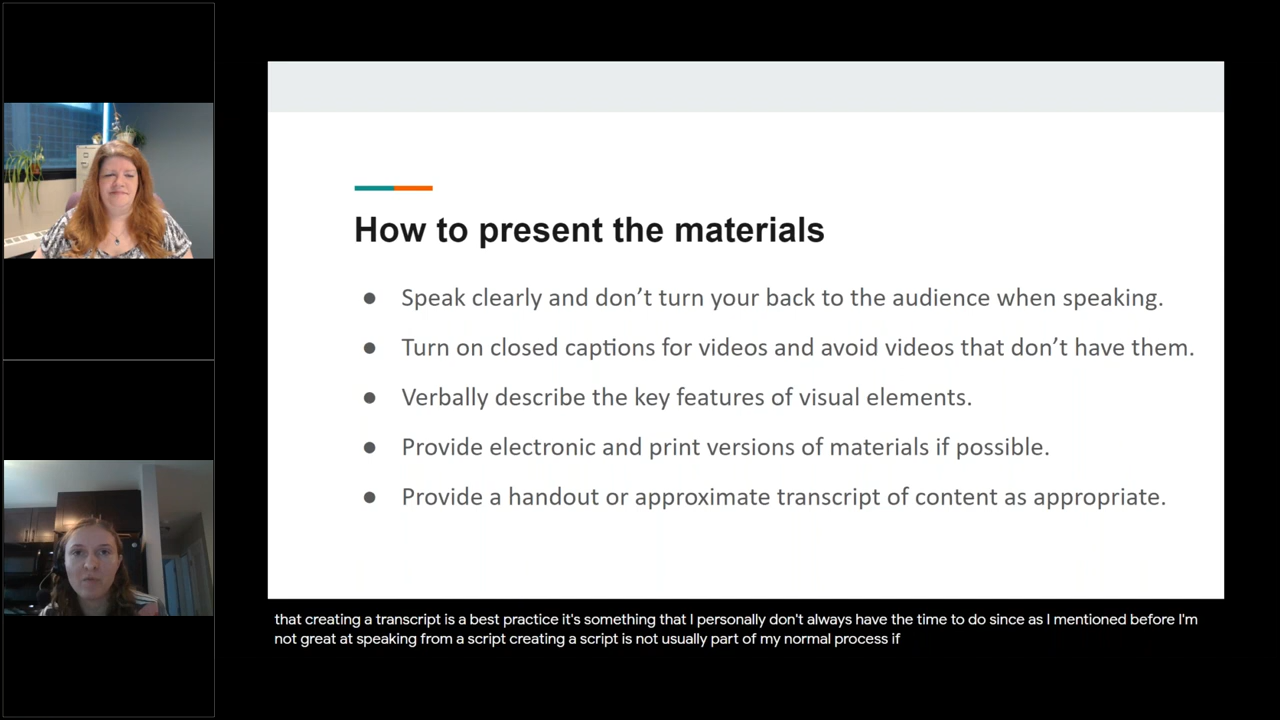 How to present the materials
● Speak clearly and don’t turn your back to the audience when speaking.
● Turn on closed captions for videos and avoid videos that don’t have them.
● Verbally describe the key features of visual elements.
● Provide electronic and print versions of materials if possible.
● Provide a handout or approximate transcript of content as appropriate.
that creating a transcript is a best practice it's something that I personally don't always have the time to do since as I mentioned before I'm
not great at speaking from a script creating a script is not usually part of my normal process if